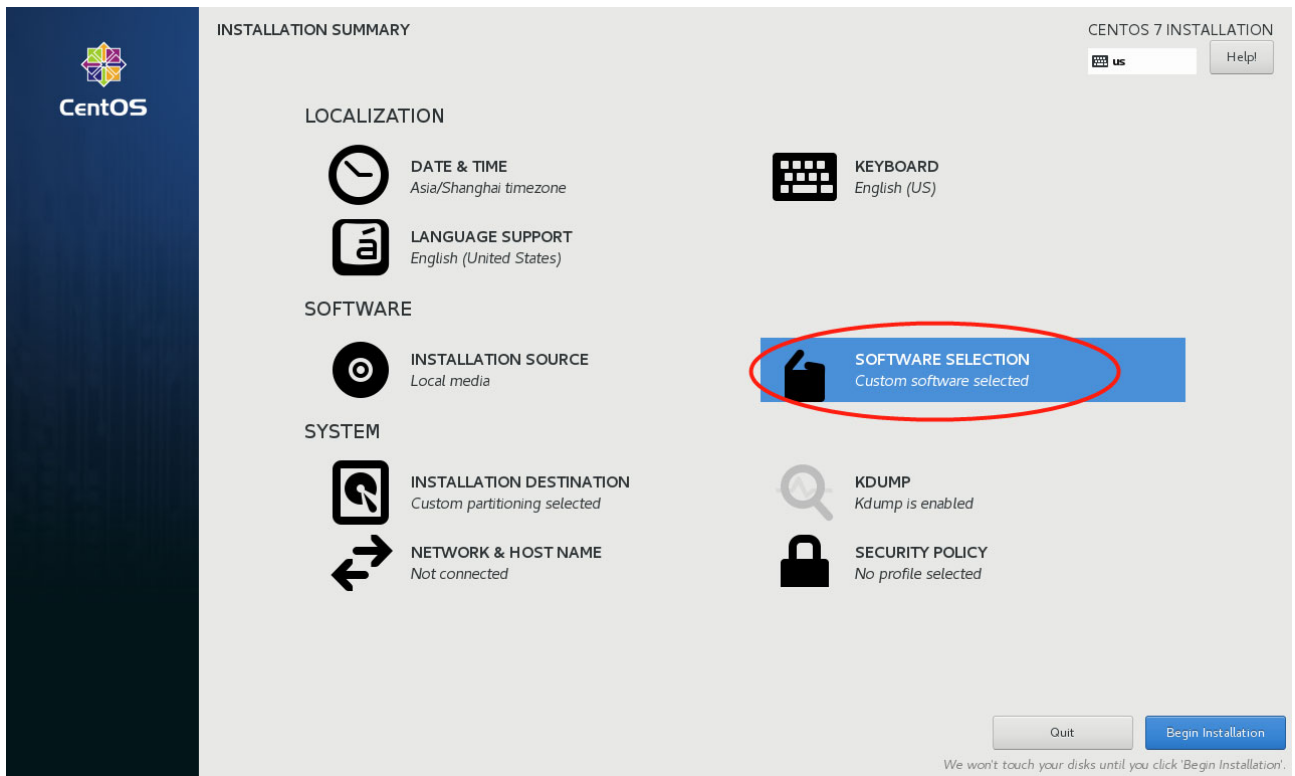 INSTALLATION SUMMARY
CENTOS 7 INSTALLATION
us
Help!
CentOS
LOCALIZATION
DATE & TIME
Asia/Shanghai timezone
KEYBOARD
English (US)
á
LANGUAGE SUPPORT
English (United States)
SOFTWARE
INSTALLATION SOURCE
Local media
SOFTWARE SELECTION
Custom software selected
SYSTEM
INSTALLATION DESTINATION
Custom partitioning selected
KDUMP
Kdump is enabled
NETWORK & HOST NAME
Not connected
SECURITY POLICY
No profile selected
Quit
Begin Installation
We won't touch your disks until you click 'Begin Installation'.